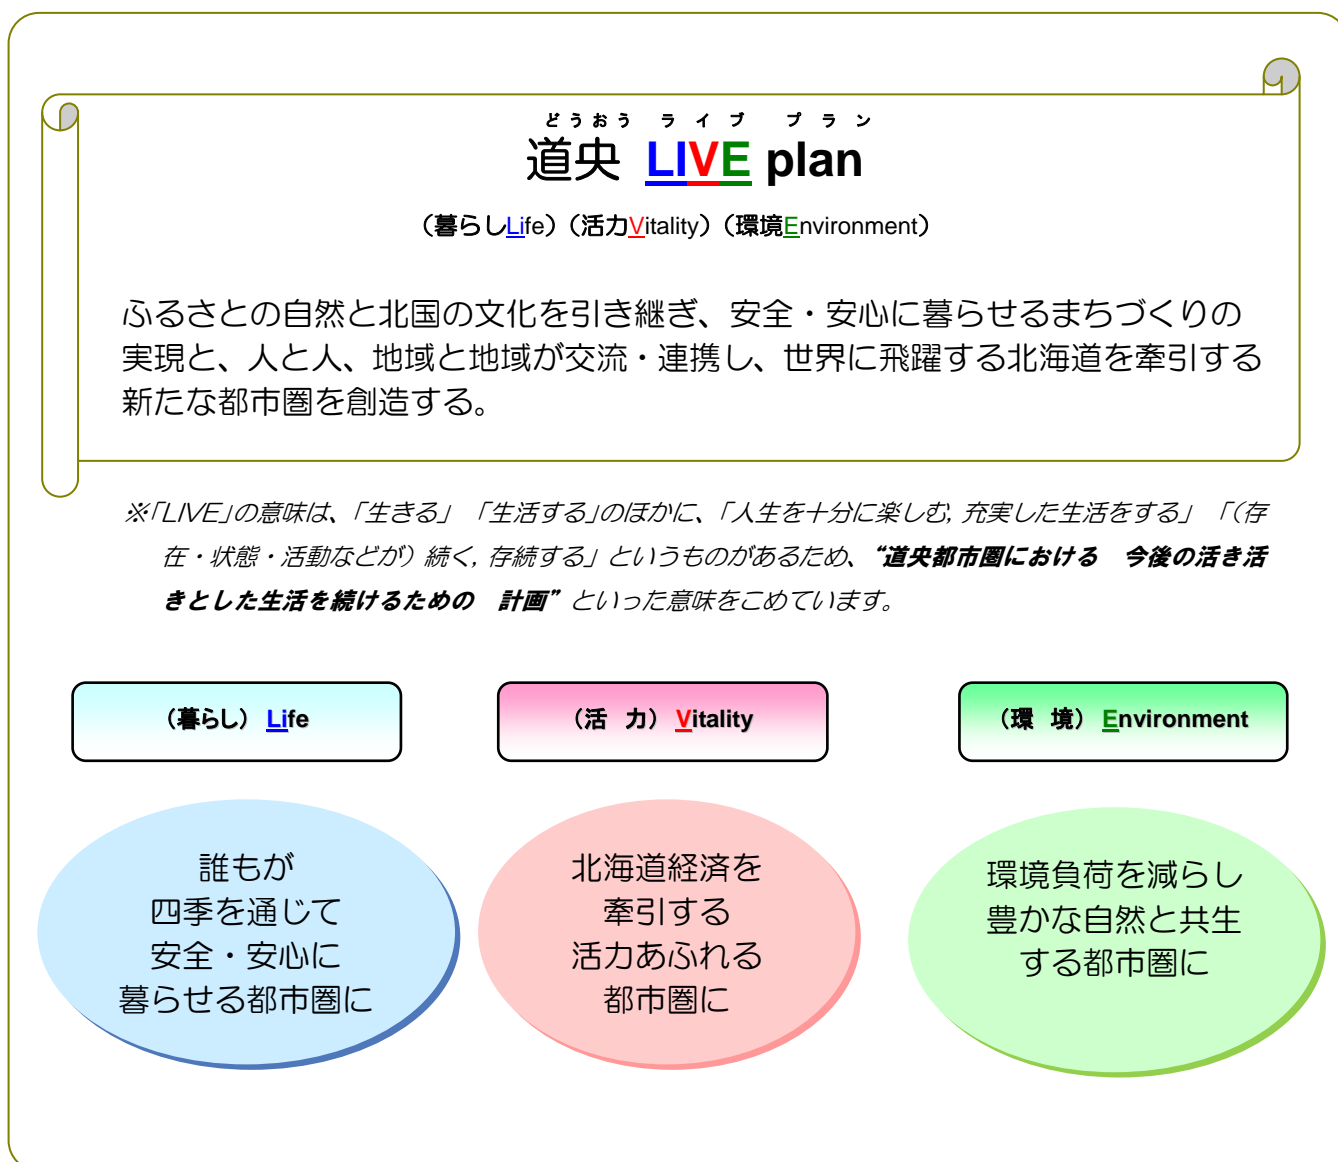 どうおう ライブ プラン
道央 LIVE plan
（暮らしLife）（活力Vitality）（環境Environment）
ふるさとの自然と北国の文化を引き継ぎ、安全・安心に暮らせるまちづくりの
実現と、人と人、地域と地域が交流・連携し、世界に飛躍する北海道を牽引する
新たな都市圏を創造する。
※「LIVE」の意味は、「生きる」「生活する」のほかに、「人生を十分に楽しむ, 充実した生活をする」「（存
在・状態・活動などが）続く, 存続する」というものがあるため、“道央都市圏における　今後の活き活
きとした生活を続けるための　計画”といった意味をこめています。
（暮らし） Life
（活　力） Vitality
（環　境） Environment
誰もが
四季を通じて
安全・安心に
暮らせる都市圏に
北海道経済を
牽引する
活力あふれる
都市圏に
環境負荷を減らし
豊かな自然と共生
する都市圏に